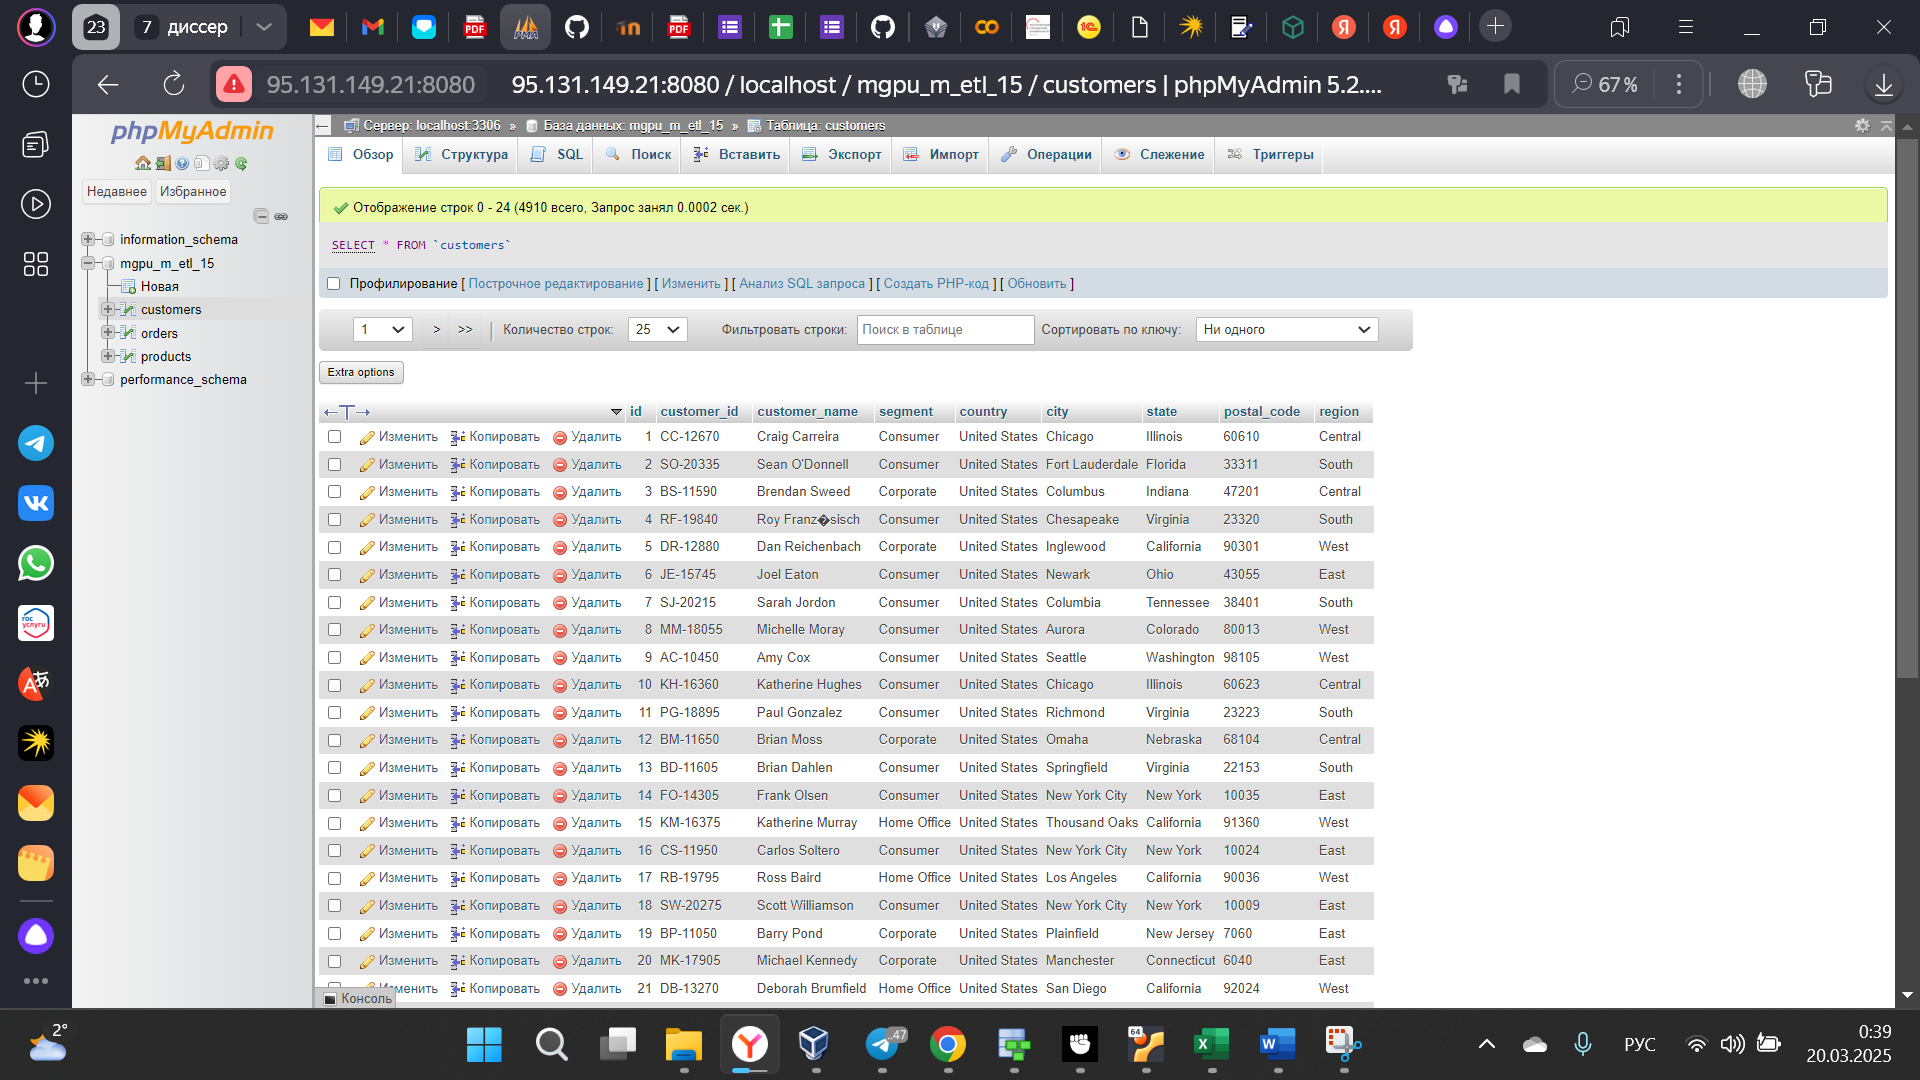 23
7 диссер
95.131.149.21:8080 95.131.149.21:8080 / localhost / mgpu_m_etl_15 / customers | phpMyAdmin 5.2.... 67 %
phpMyAdmin
Недавнее Избранное
information_schema
mgpu_m_etl_15
Новая
customers
orders
products
performance_schema
Сервер: localhost:3306 » База данных: mgpu_m_etl_15 » Таблица: customers
Обзор Структура SQL Поиск Вставить Экспорт Импорт Операции Слежение Триггеры
Отображение строк 0 - 24 (4910 всего, Запрос занял 0.0002 сек.)
SELECT * FROM `customers`
Профилирование [ Построчное редактирование ] [ Изменить ] [ Анализ SQL запроса ] [ Создать PHP-код ] [ Обновить ]
1 > >> | Количество строк: 25 Фильтровать строки: Поиск в таблице Сортировать по ключу: Ни одного
Extra options
←T→ id customer_id customer_name segment country city state postal_code region
Изменить Копировать Удалить 1 CC-12670 Craig Carreira Consumer United States Chicago Illinois 60610 Central
Изменить Копировать Удалить 2 SO-20335 Sean O'Donnell Consumer United States Fort Lauderdale Florida 33311 South
Изменить Копировать Удалить 3 BS-11590 Brendan Sweed Corporate United States Columbus Indiana 47201 Central
Изменить Копировать Удалить 4 RF-19840 Roy Franz�sisch Consumer United States Chesapeake Virginia 23320 South
Изменить Копировать Удалить 5 DR-12880 Dan Reichenbach Corporate United States Inglewood California 90301 West
Изменить Копировать Удалить 6 JE-15745 Joel Eaton Consumer United States Newark Ohio 43055 East
Изменить Копировать Удалить 7 SJ-20215 Sarah Jordon Consumer United States Columbia Tennessee 38401 South
Изменить Копировать Удалить 8 MM-18055 Michelle Moray Consumer United States Aurora Colorado 80013 West
Изменить Копировать Удалить 9 AC-10450 Amy Cox Consumer United States Seattle Washington 98105 West
Изменить Копировать Удалить 10 KH-16360 Katherine Hughes Consumer United States Chicago Illinois 60623 Central
Изменить Копировать Удалить 11 PG-18895 Paul Gonzalez Consumer United States Richmond Virginia 23223 South
Изменить Копировать Удалить 12 BM-11650 Brian Moss Corporate United States Omaha Nebraska 68104 Central
Изменить Копировать Удалить 13 BD-11605 Brian Dahlen Consumer United States Springfield Virginia 22153 South
Изменить Копировать Удалить 14 FO-14305 Frank Olsen Consumer United States New York City New York 10035 East
Изменить Копировать Удалить 15 KM-16375 Katherine Murray Home Office United States Thousand Oaks California 91360 West
Изменить Копировать Удалить 16 CS-11950 Carlos Soltero Consumer United States New York City New York 10024 East
Изменить Копировать Удалить 17 RB-19795 Ross Baird Home Office United States Los Angeles California 90036 West
Изменить Копировать Удалить 18 SW-20275 Scott Williamson Consumer United States New York City New York 10009 East
Изменить Копировать Удалить 19 BP-11050 Barry Pond Corporate United States Plainfield New Jersey 7060 East
Изменить Копировать Удалить 20 MK-17905 Michael Kennedy Corporate United States Manchester Connecticut 6040 East
Изменить Копировать Удалить 21 DB-13270 Deborah Brumfield Home Office United States San Diego California 92024 West
Консоль
2°
47
64
РУС
0:39
20.03.2025